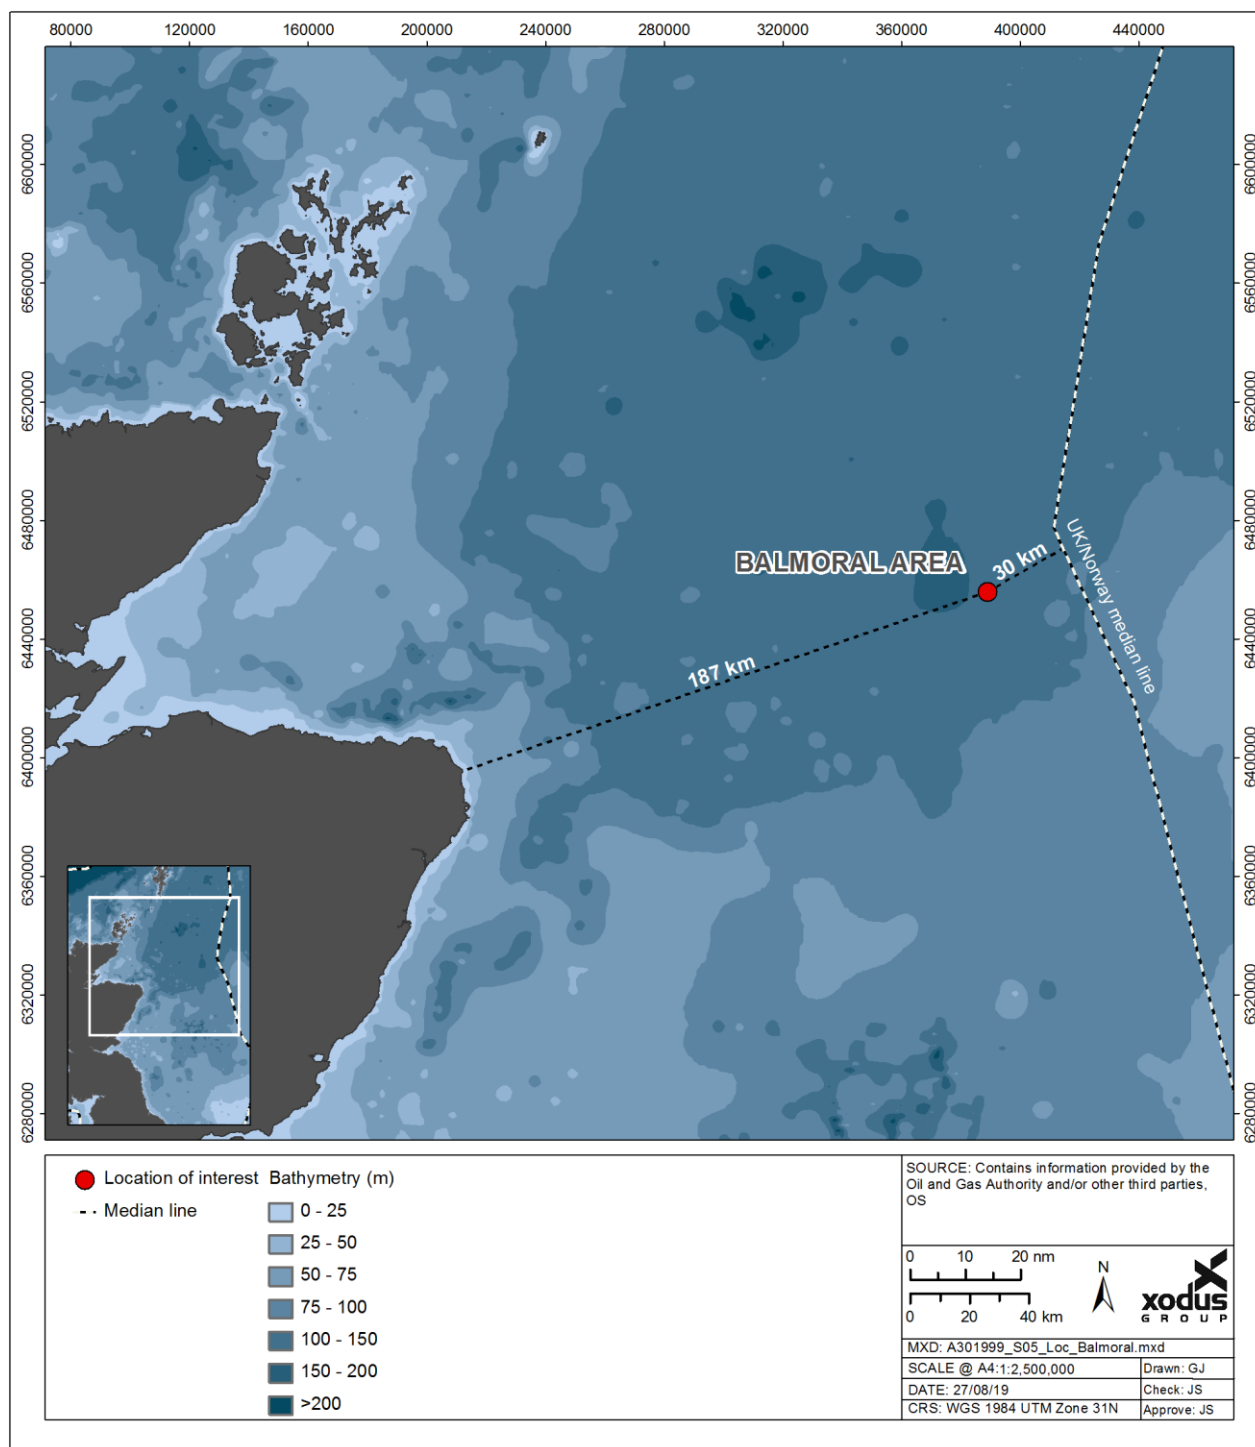 80000 120000 160000 200000 240000 280000 320000 360000 400000 440000
6600000 6600000
6560000 6560000
6520000 6520000
6480000 6480000
UK/Norway median line
BALMORAL AREA
30 km
6440000 6440000
187 km
6400000 6400000
6360000 6360000
6320000 6320000
6280000 6280000
Location of interest
Median line
Bathymetry (m)
0 - 25
25 - 50
50 - 75
75 - 100
100 - 150
150 - 200
>200
SOURCE: Contains information provided by the
Oil and Gas Authority and/or other third parties,
OS
0 10 20 nm
0 20 40 km
N
xodus
GROUP
MXD: A301999_S05_Loc_Balmoral.mxd
SCALE @ A4:1:2,500,000
Drawn: GJ
DATE: 27/08/19
Check: JS
CRS: WGS 1984 UTM Zone 31N
Approve: JS